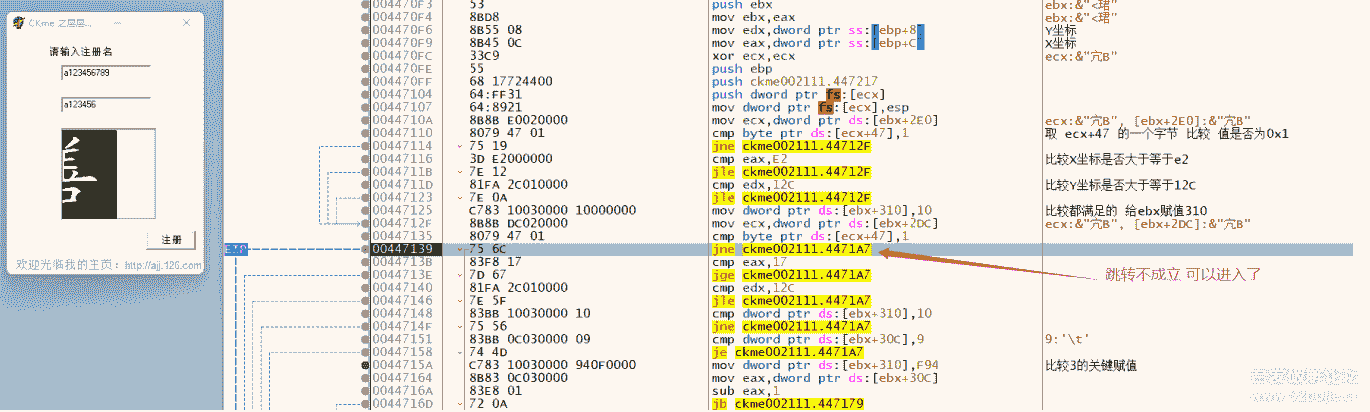 CKme 之层层...
请输入注册名
a123456789
a123456
注册
欢迎光临我的主页：http://ajj.126.com
EIP
004470F3 53 push ebx ebx:&"<珺"
004470F4 8BD8 mov ebx,eax ebx:&"<珺"
004470F6 8B55 08 mov edx,dword ptr ss:[ebp+8] Y坐标
004470F9 8B45 0C mov eax,dword ptr ss:[ebp+C] X坐标
004470FC 33C9 xor ecx,ecx ecx:&"穴B"
004470FE 55 push ebp
004470FF 68 17724400 push ckme002111.447217
00447104 64:FF31 push dword ptr fs:[ecx]
00447107 64:8921 mov dword ptr fs:[ecx],esp
0044710A 8B8B E0020000 mov ecx,dword ptr ds:[ebx+2E0] ecx:&"穴B", [ebx+2E0]:&"穴B"
00447110 8079 47 01 cmp byte ptr ds:[ecx+47],1 取 ecx+47 的一个字节 比较 值是否为0x1
00447114 75 19 jne ckme002111.44712F
00447116 3D E2000000 cmp eax,E2 比较X坐标是否大于等于e2
0044711B 7E 12 jle ckme002111.44712F
0044711D 81FA 2C010000 cmp edx,12C 比较Y坐标是否大于等于12C
00447123 7E 0A jle ckme002111.44712F
00447125 C783 10030000 10000000 mov dword ptr ds:[ebx+310],10 比较都满足的 给ebx赋值310
0044712F 8B8B DC020000 mov ecx,dword ptr ds:[ebx+2DC] ecx:&"穴B", [ebx+2DC]:&"穴B"
00447135 8079 47 01 cmp byte ptr ds:[ecx+47],1
00447139 75 6C jne ckme002111.4471A7
0044713B 83F8 17 cmp eax,17
0044713E 7D 67 jge ckme002111.4471A7
00447140 81FA 2C010000 cmp edx,12C
00447146 7E 5F jle ckme002111.4471A7
00447148 83BB 10030000 10 cmp dword ptr ds:[ebx+310],10
0044714F 75 56 jne ckme002111.4471A7
00447151 83BB 0C030000 09 cmp dword ptr ds:[ebx+30C],9 9:'\t'
00447158 74 4D je ckme002111.4471A7
0044715A C783 10030000 940F0000 mov dword ptr ds:[ebx+310],F94 比较3的关键赋值
00447164 8B83 0C030000 mov eax,dword ptr ds:[ebx+30C]
0044716A 83E8 01 sub eax,1
0044716D 72 0A jb ckme002111.447179
跳转不成立 可以进入了